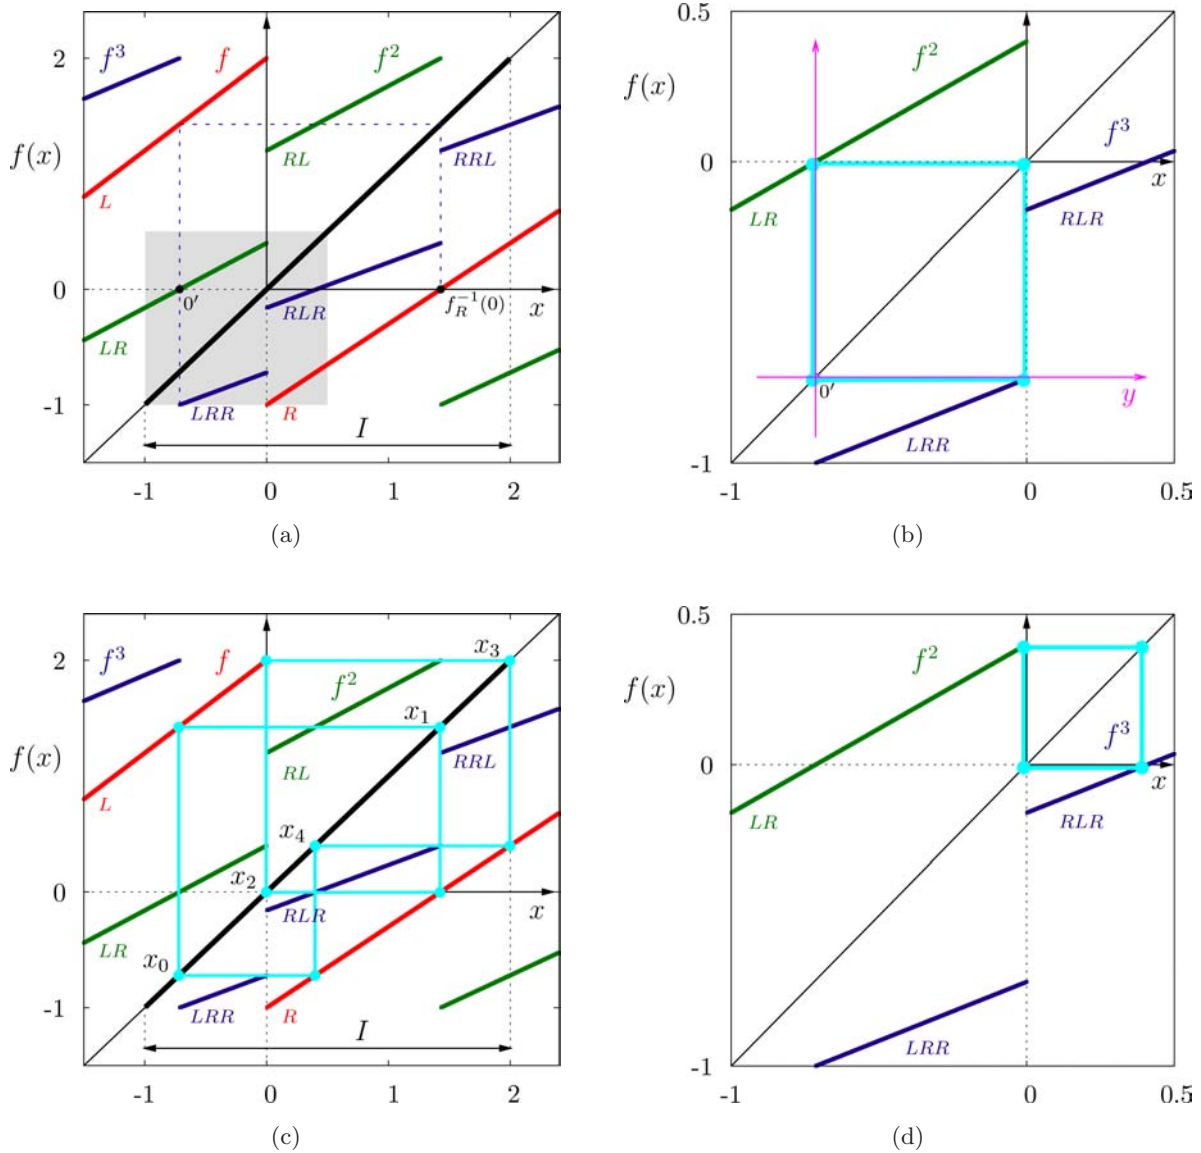 f³ f f² 2
f(x) RL RRL
L
0 0′ f_R⁻¹(0) x
RLR
LR
-1 LRR R
I
-1 0 1 2
(a)
0.5
f²
f(x)
f³
0 x
LR RLR
0′ y
LRR
-1
-1 0 0.5
(b)
f³ f x₃
2 f²
x₁
f(x) RL RRL
L
x₄
x₂
0 x
RLR
LR
x₀
-1 LRR R
I
-1 0 1 2
(c)
0.5
f²
f(x)
f³
0 x
LR RLR
LRR
-1
-1 0 0.5
(d)